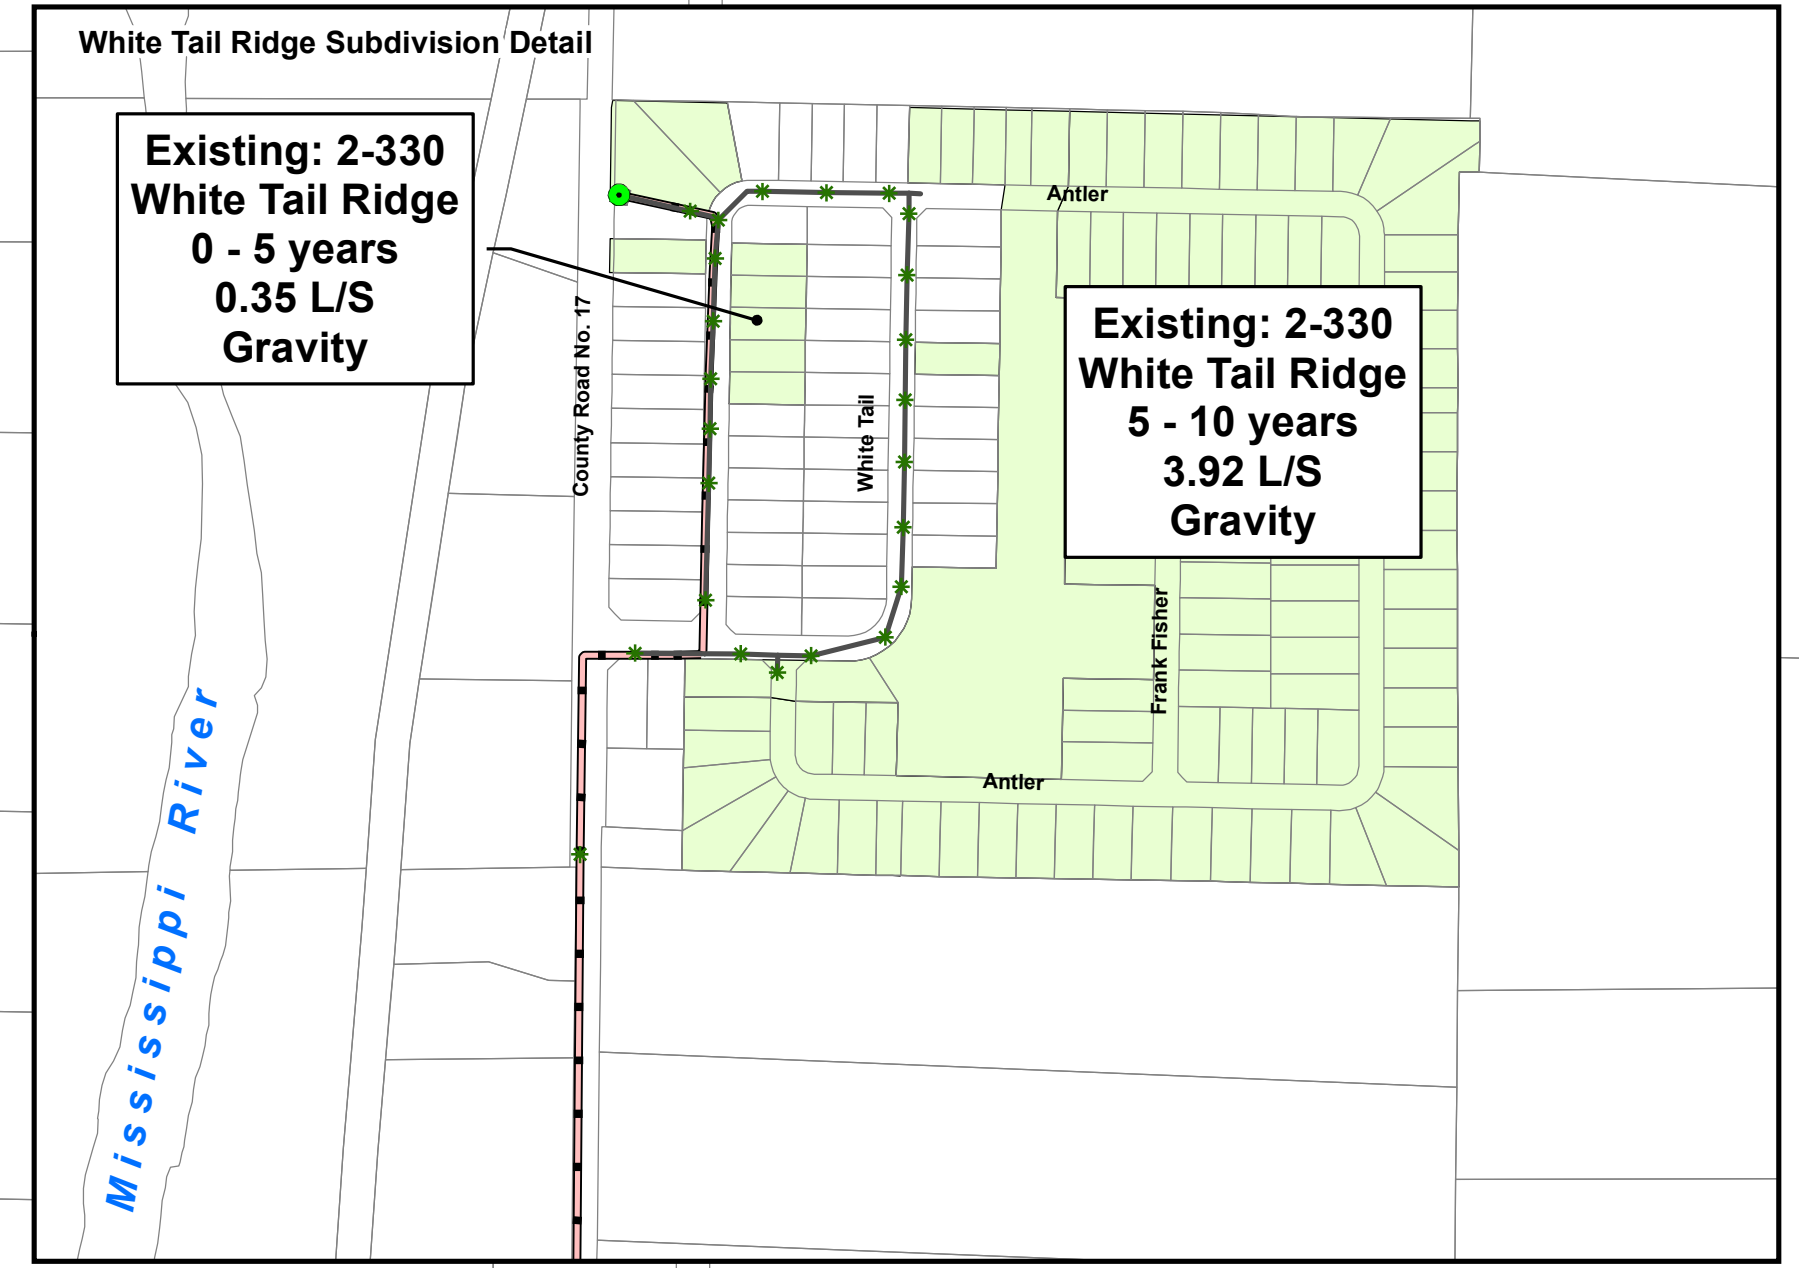 White Tail Ridge Subdivision Detail
Existing: 2-330
White Tail Ridge
0 - 5 years
0.35 L/S
Gravity
Antler
County Road No. 17
White Tail
Existing: 2-330
White Tail Ridge
5 - 10 years
3.92 L/S
Gravity
Frank Fisher
Antler
Mississippi River